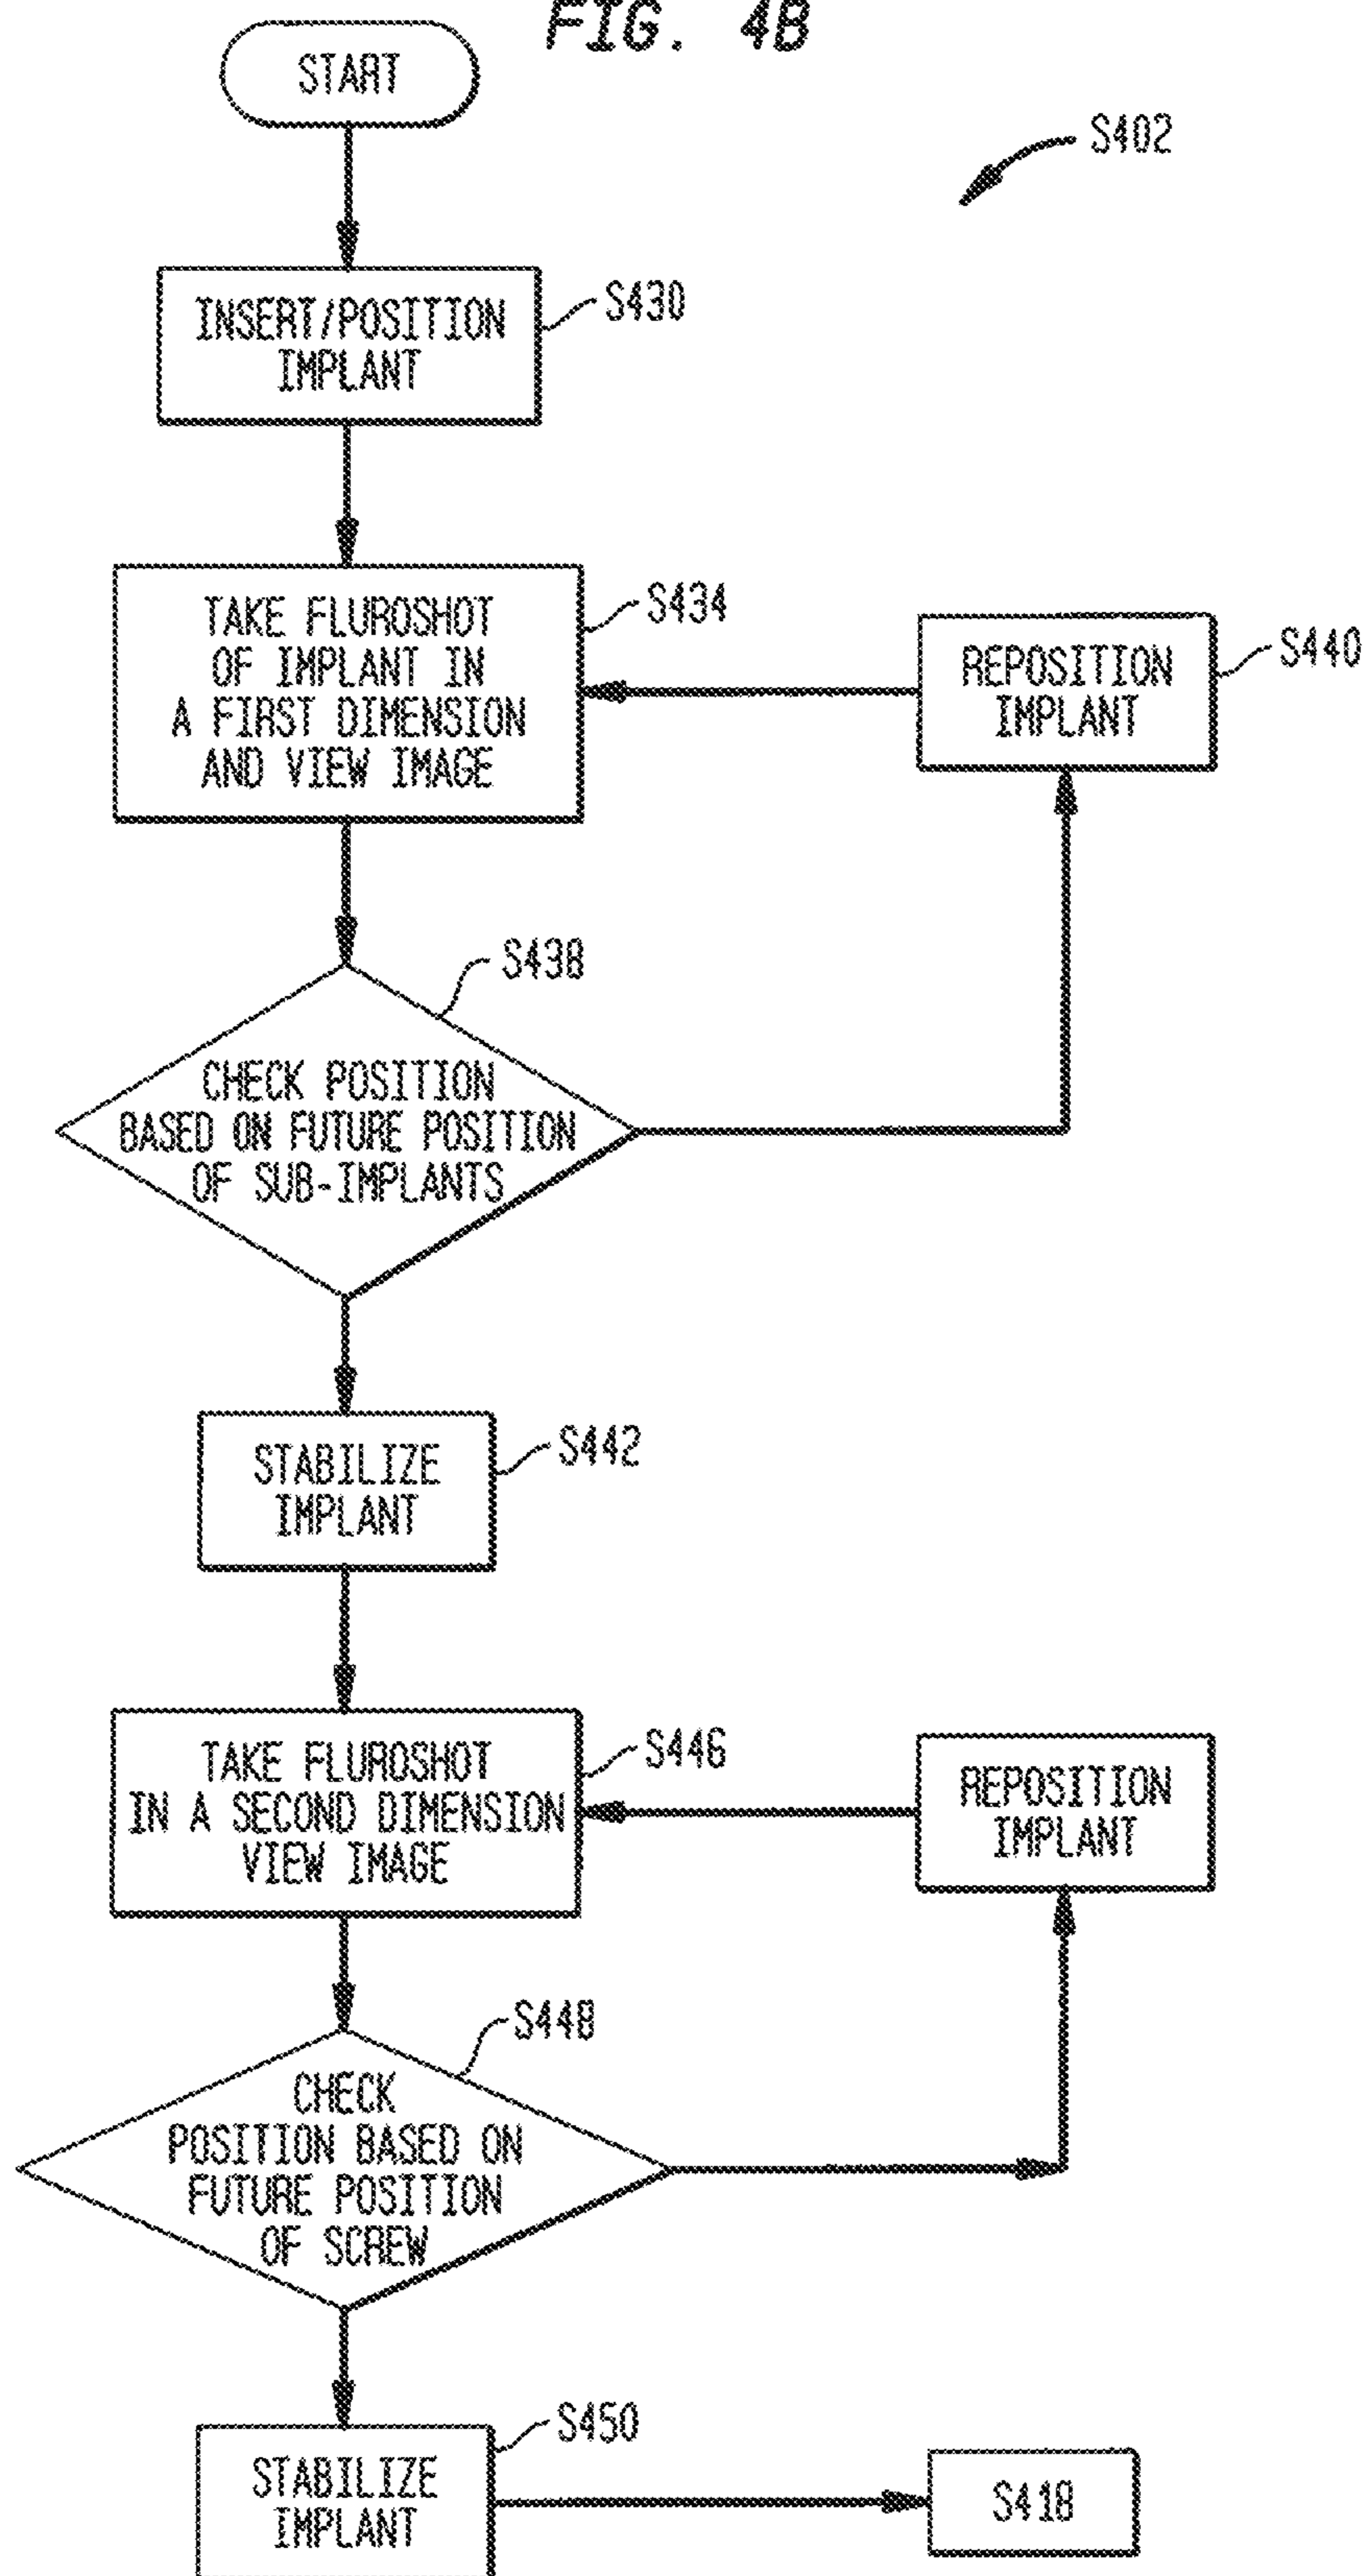 FIG. 4B
START
S402
INSERT/POSITION
IMPLANT
S430
TAKE FLUROSHOT
OF IMPLANT IN
A FIRST DIMENSION
AND VIEW IMAGE
S434
REPOSITION
IMPLANT
S440
S438
CHECK POSITION
BASED ON FUTURE POSITION
OF SUB-IMPLANTS
STABILIZE
IMPLANT
S442
TAKE FLUROSHOT
IN A SECOND DIMENSION
VIEW IMAGE
S446
REPOSITION
IMPLANT
S448
CHECK
POSITION BASED ON
FUTURE POSITION
OF SCREW
STABILIZE
IMPLANT
S450
S418